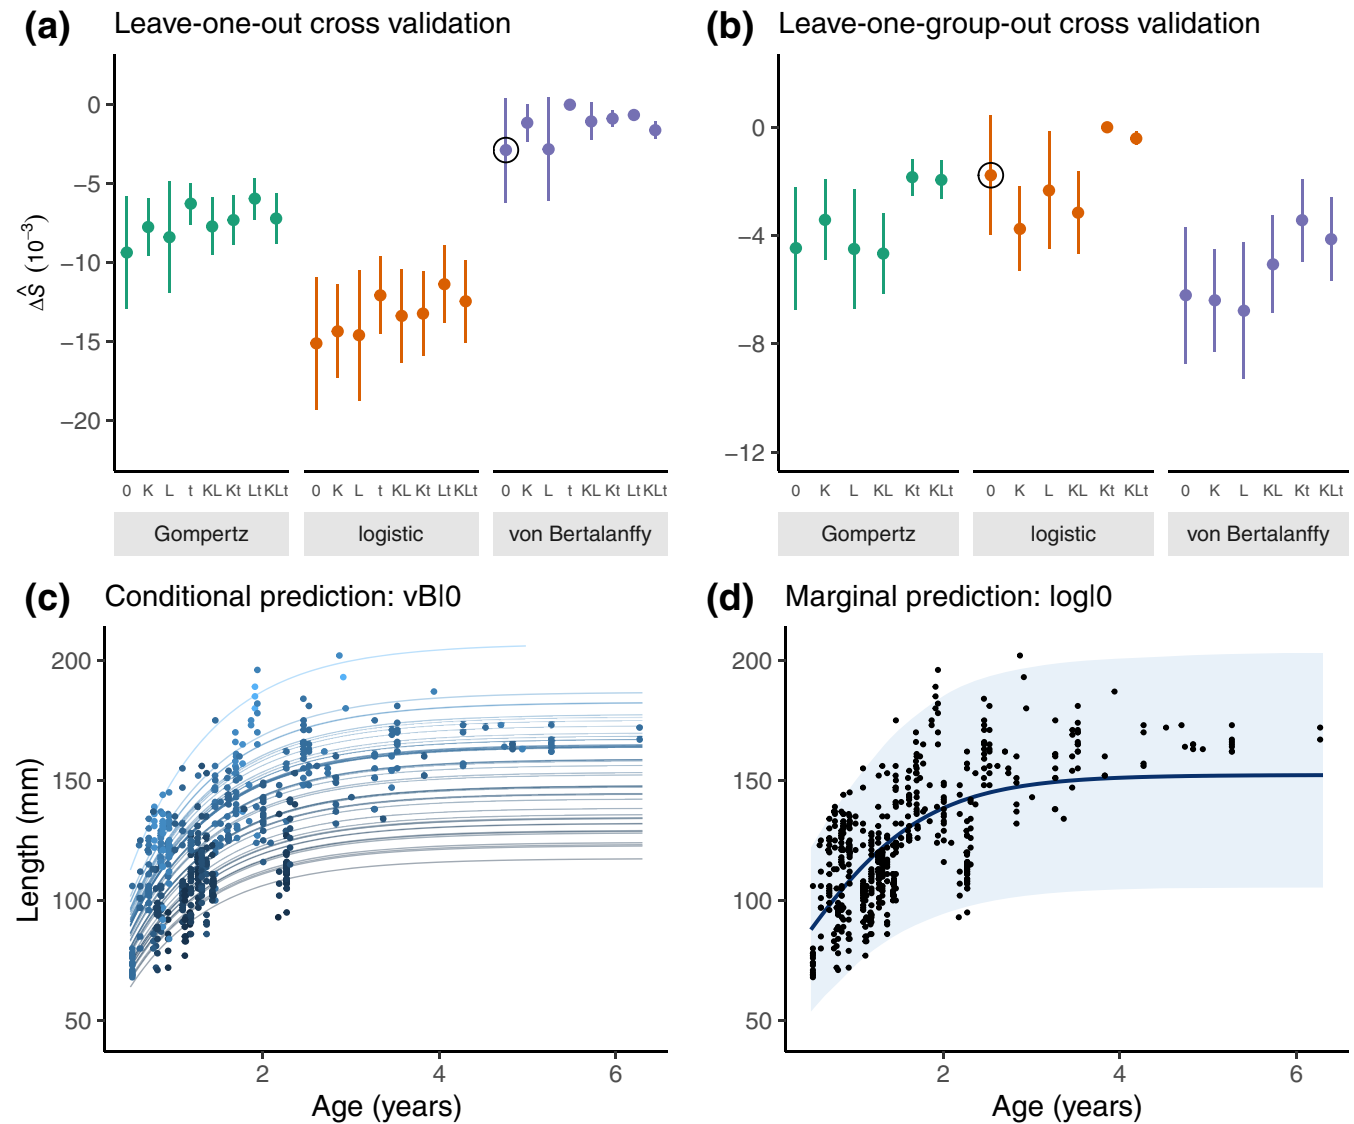 (a) Leave-one-out cross validation
ΔŜ (10⁻³)
0
−5
−10
−15
−20
0 K L t KL Kt Lt KLt
0 K L t KL Kt Lt KLt
0 K L t KL Kt Lt KLt
Gompertz
logistic
von Bertalanffy
(b) Leave-one-group-out cross validation
0
−4
−8
−12
0 K L KL Kt KLt
0 K L KL Kt KLt
0 K L KL Kt KLt
Gompertz
logistic
von Bertalanffy
(c) Conditional prediction: vB|0
Length (mm)
200
150
100
50
2 4 6
Age (years)
(d) Marginal prediction: log|0
200
150
100
50
2 4 6
Age (years)